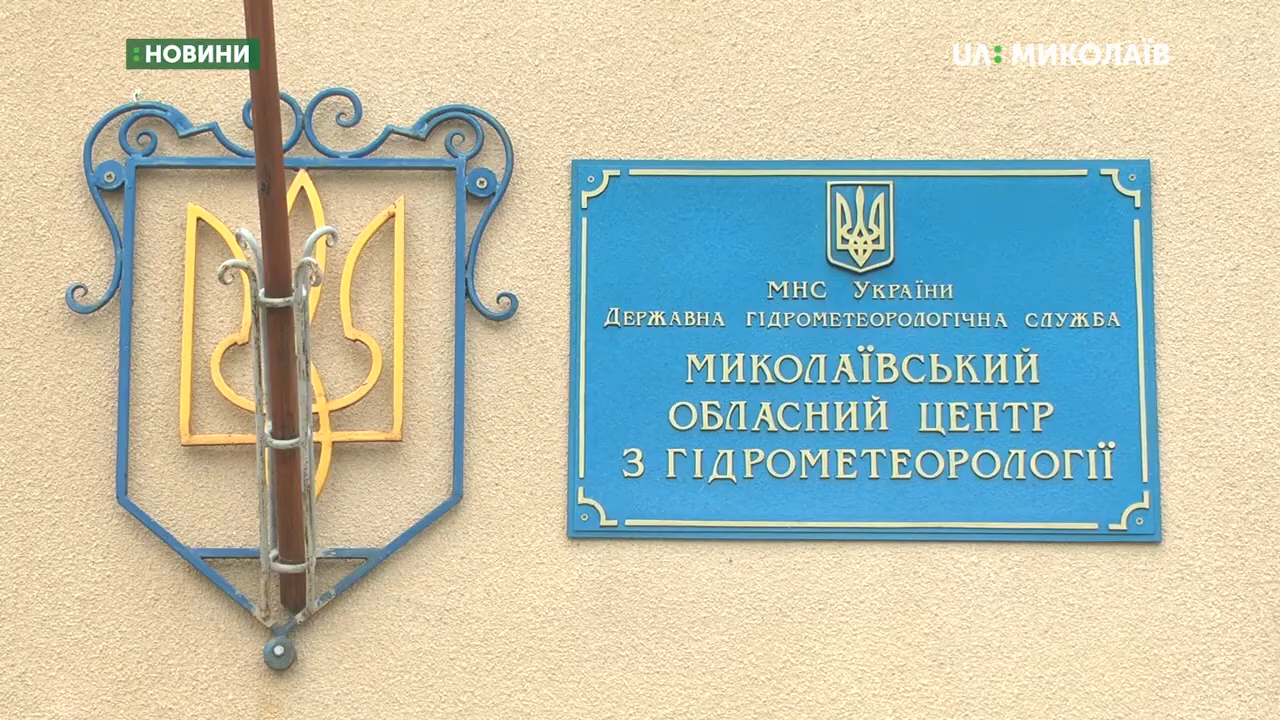 :НОВИНИ
UA: МИКОЛАЇВ
МНС УКРАЇНИ
ДЕРЖАВНА ГІДРОМЕТЕОРОЛОГІЧНА СЛУЖБА
МИКОЛАЇВСЬКИЙ
ОБЛАСНИЙ ЦЕНТР
З ГІДРОМЕТЕОРОЛОГІЇ